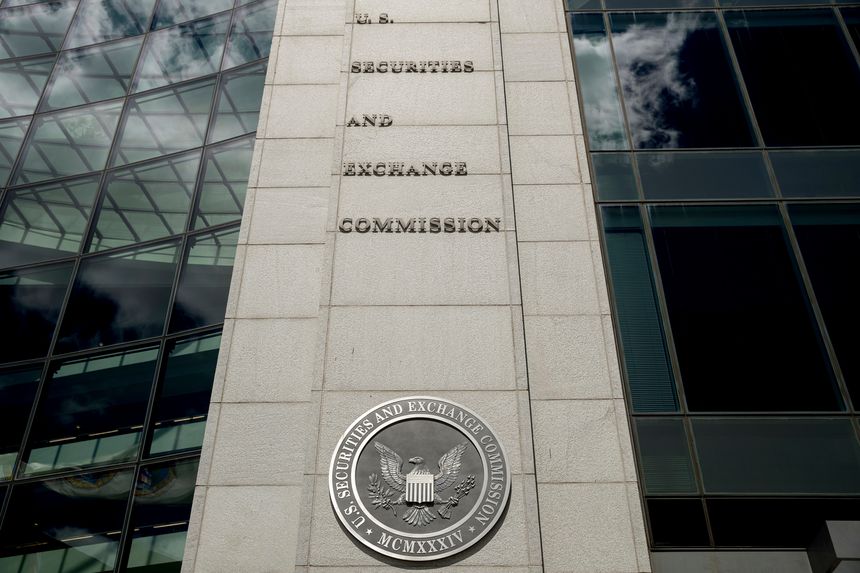 U. S.
SECURITIES
AND
EXCHANGE
COMMISSION
U.S. SECURITIES AND EXCHANGE COMMISSION
MCMXXXIV